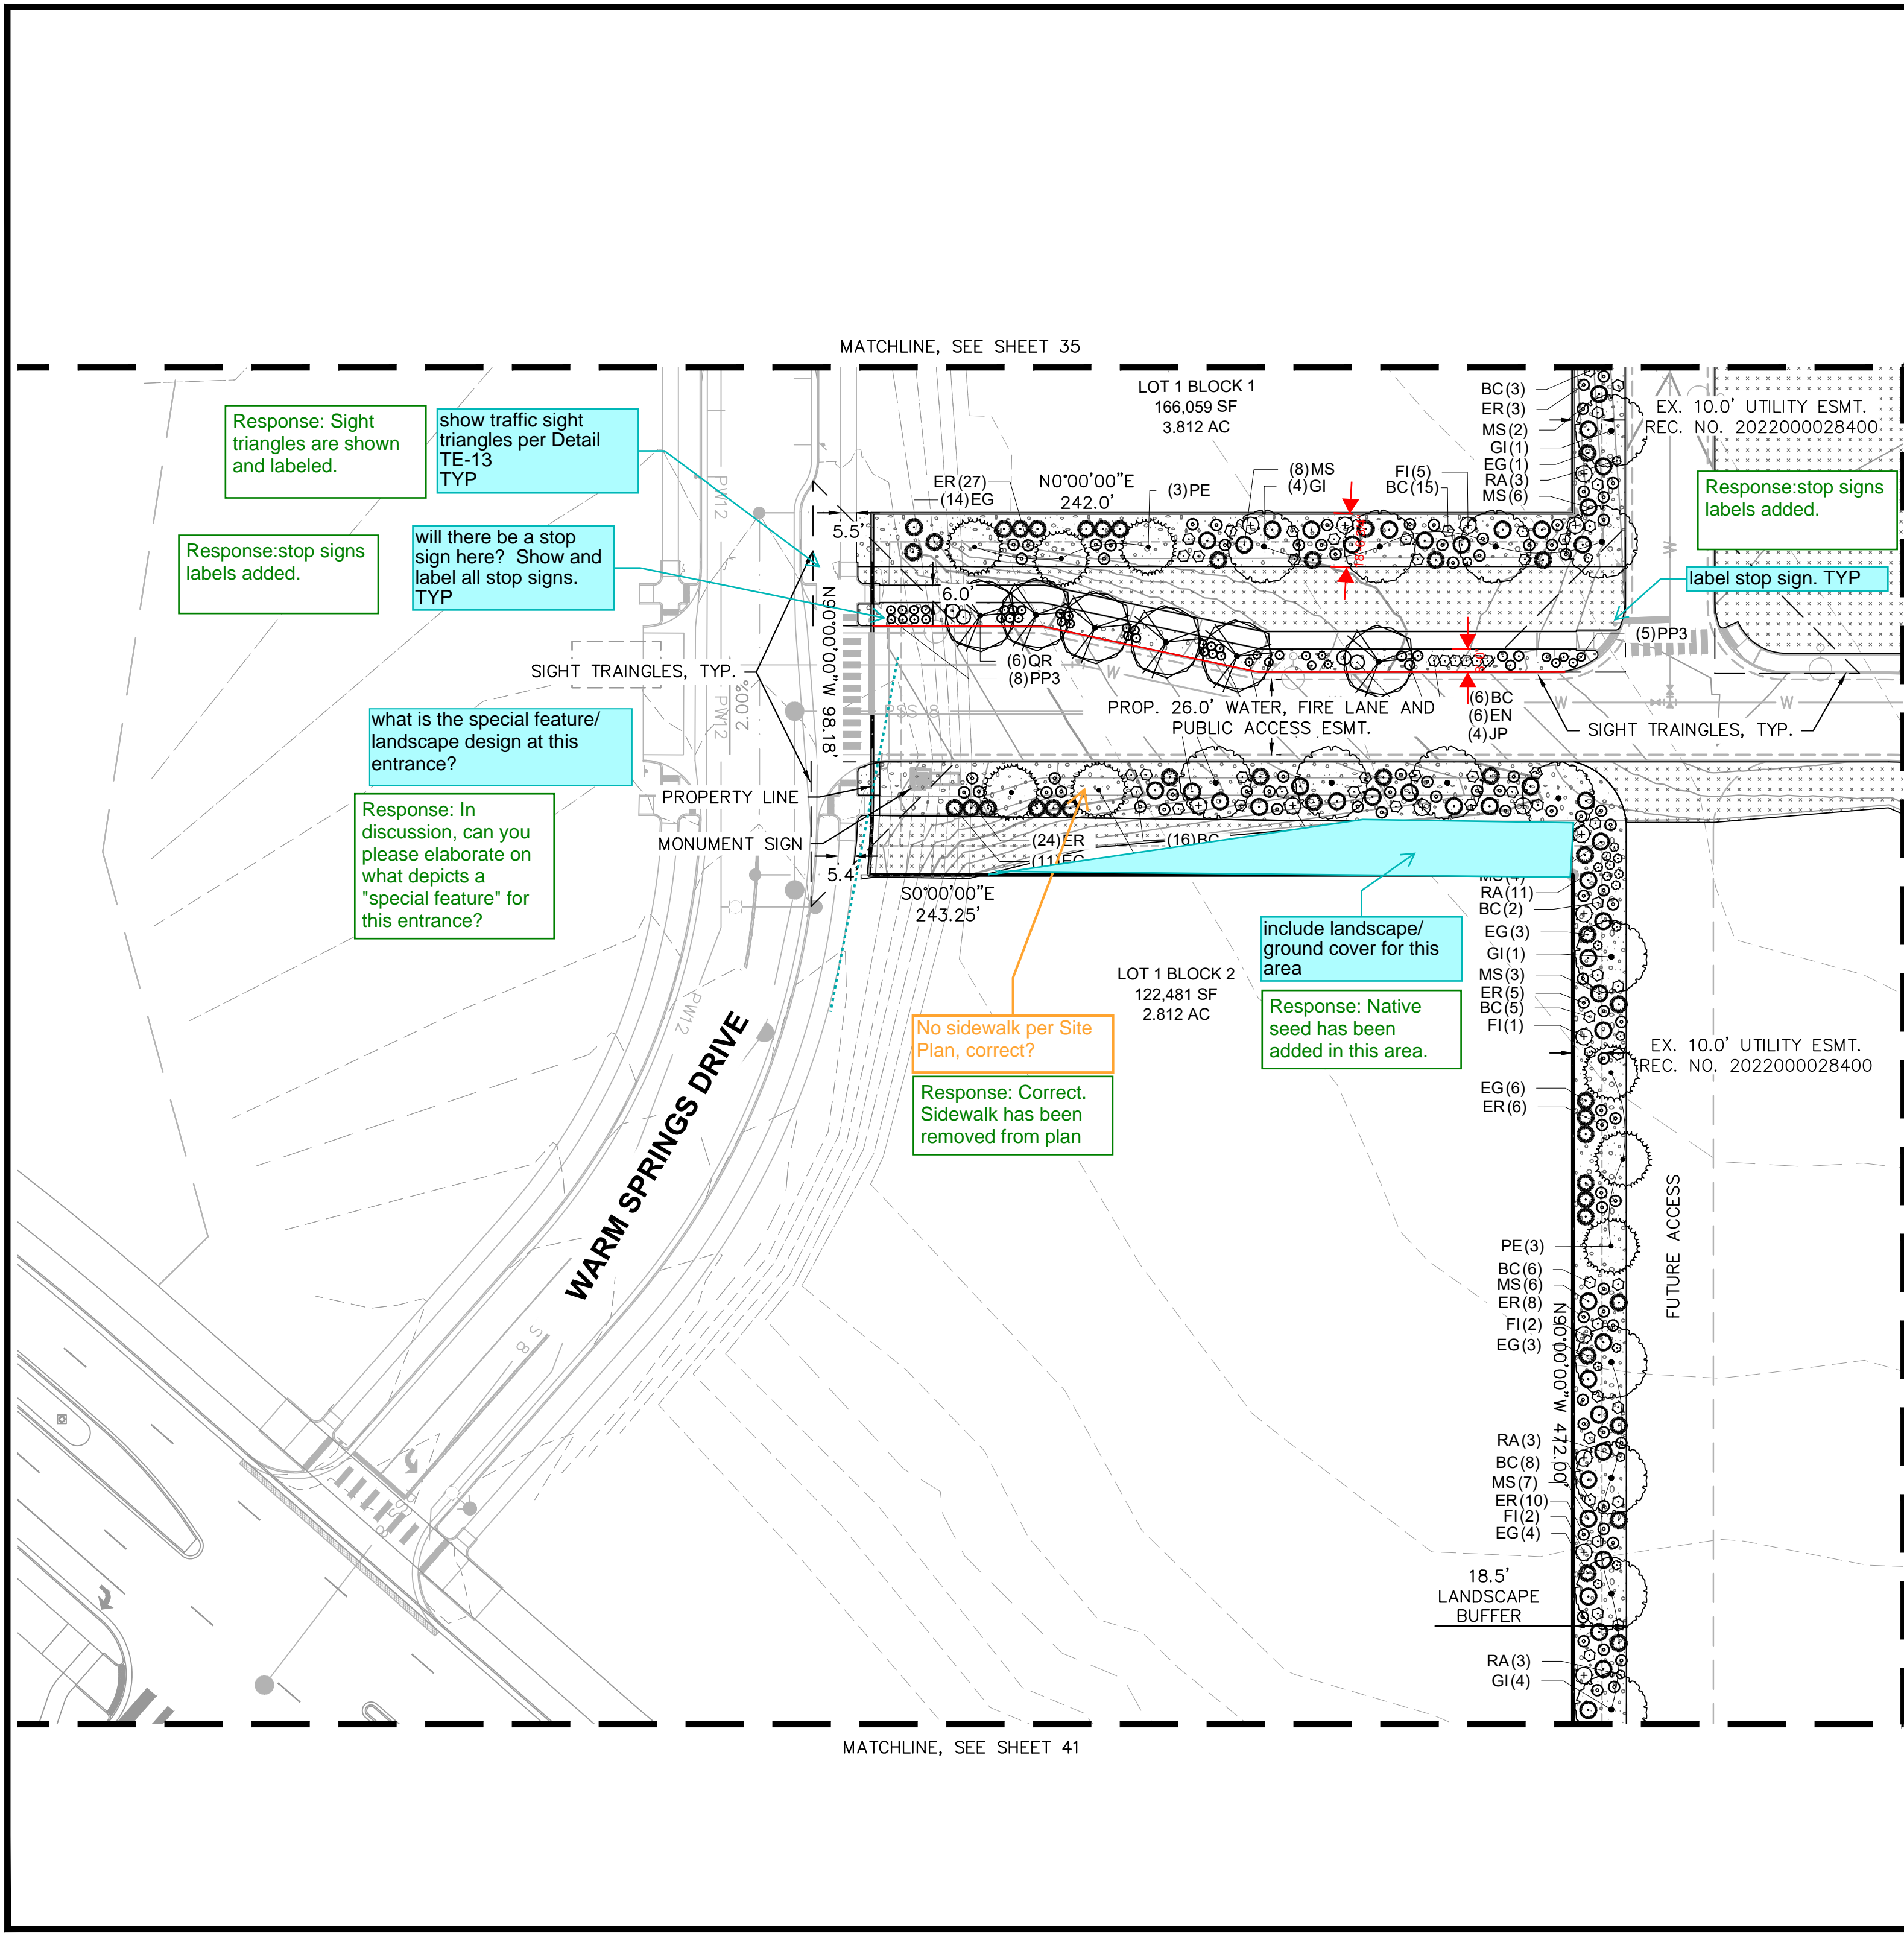 MATCHLINE, SEE SHEET 35
LOT 1 BLOCK 1
166,059 SF
3.812 AC
Response: Sight
triangles are shown
and labeled.
show traffic sight
triangles per Detail
TE-13
TYP
Response:stop signs
labels added.
will there be a stop
sign here? Show and
label all stop signs.
TYP
SIGHT TRAINGLES, TYP.
what is the special feature/
landscape design at this
entrance?
Response: In
discussion, can you
please elaborate on
what depicts a
"special feature" for
this entrance?
PROPERTY LINE
MONUMENT SIGN
PW12
PW12
2.00%
N90°00'00"W 98.18'
5.5'
6.0'
5.4'
ER(27)
(14)EG
N0°00'00"E
242.0'
(3)PE
(8)MS
(4)GI
FI(5)
BC(15)
BC(3)
ER(3)
MS(2)
GI(1)
EG(1)
RA(3)
MS(6)
EX. 10.0' UTILITY ESMT.
REC. NO. 2022000028400
Response:stop signs
labels added.
label stop sign. TYP
(5)PP3
(6)QR
(8)PP3
W
W
W
W
PSS 8
PROP. 26.0' WATER, FIRE LANE AND
PUBLIC ACCESS ESMT.
(6)BC
(6)EN
(4)JP
SIGHT TRAINGLES, TYP.
(24)ER
(16)BC
(11)EG
S0°00'00"E
243.25'
LOT 1 BLOCK 2
122,481 SF
2.812 AC
include landscape/
ground cover for this
area
Response: Native
seed has been
added in this area.
No sidewalk per Site
Plan, correct?
Response: Correct.
Sidewalk has been
removed from plan
MS(4)
RA(11)
BC(2)
EG(3)
GI(1)
MS(3)
ER(5)
BC(5)
FI(1)
EX. 10.0' UTILITY ESMT.
REC. NO. 2022000028400
EG(6)
ER(6)
PE(3)
BC(6)
MS(6)
ER(8)
FI(2)
EG(3)
N90°00'00"W 472.00'
FUTURE ACCESS
RA(3)
BC(8)
MS(7)
ER(10)
FI(2)
EG(4)
18.5'
LANDSCAPE
BUFFER
RA(3)
GI(4)
PW12
WARM SPRINGS DRIVE
S 8
MATCHLINE, SEE SHEET 41